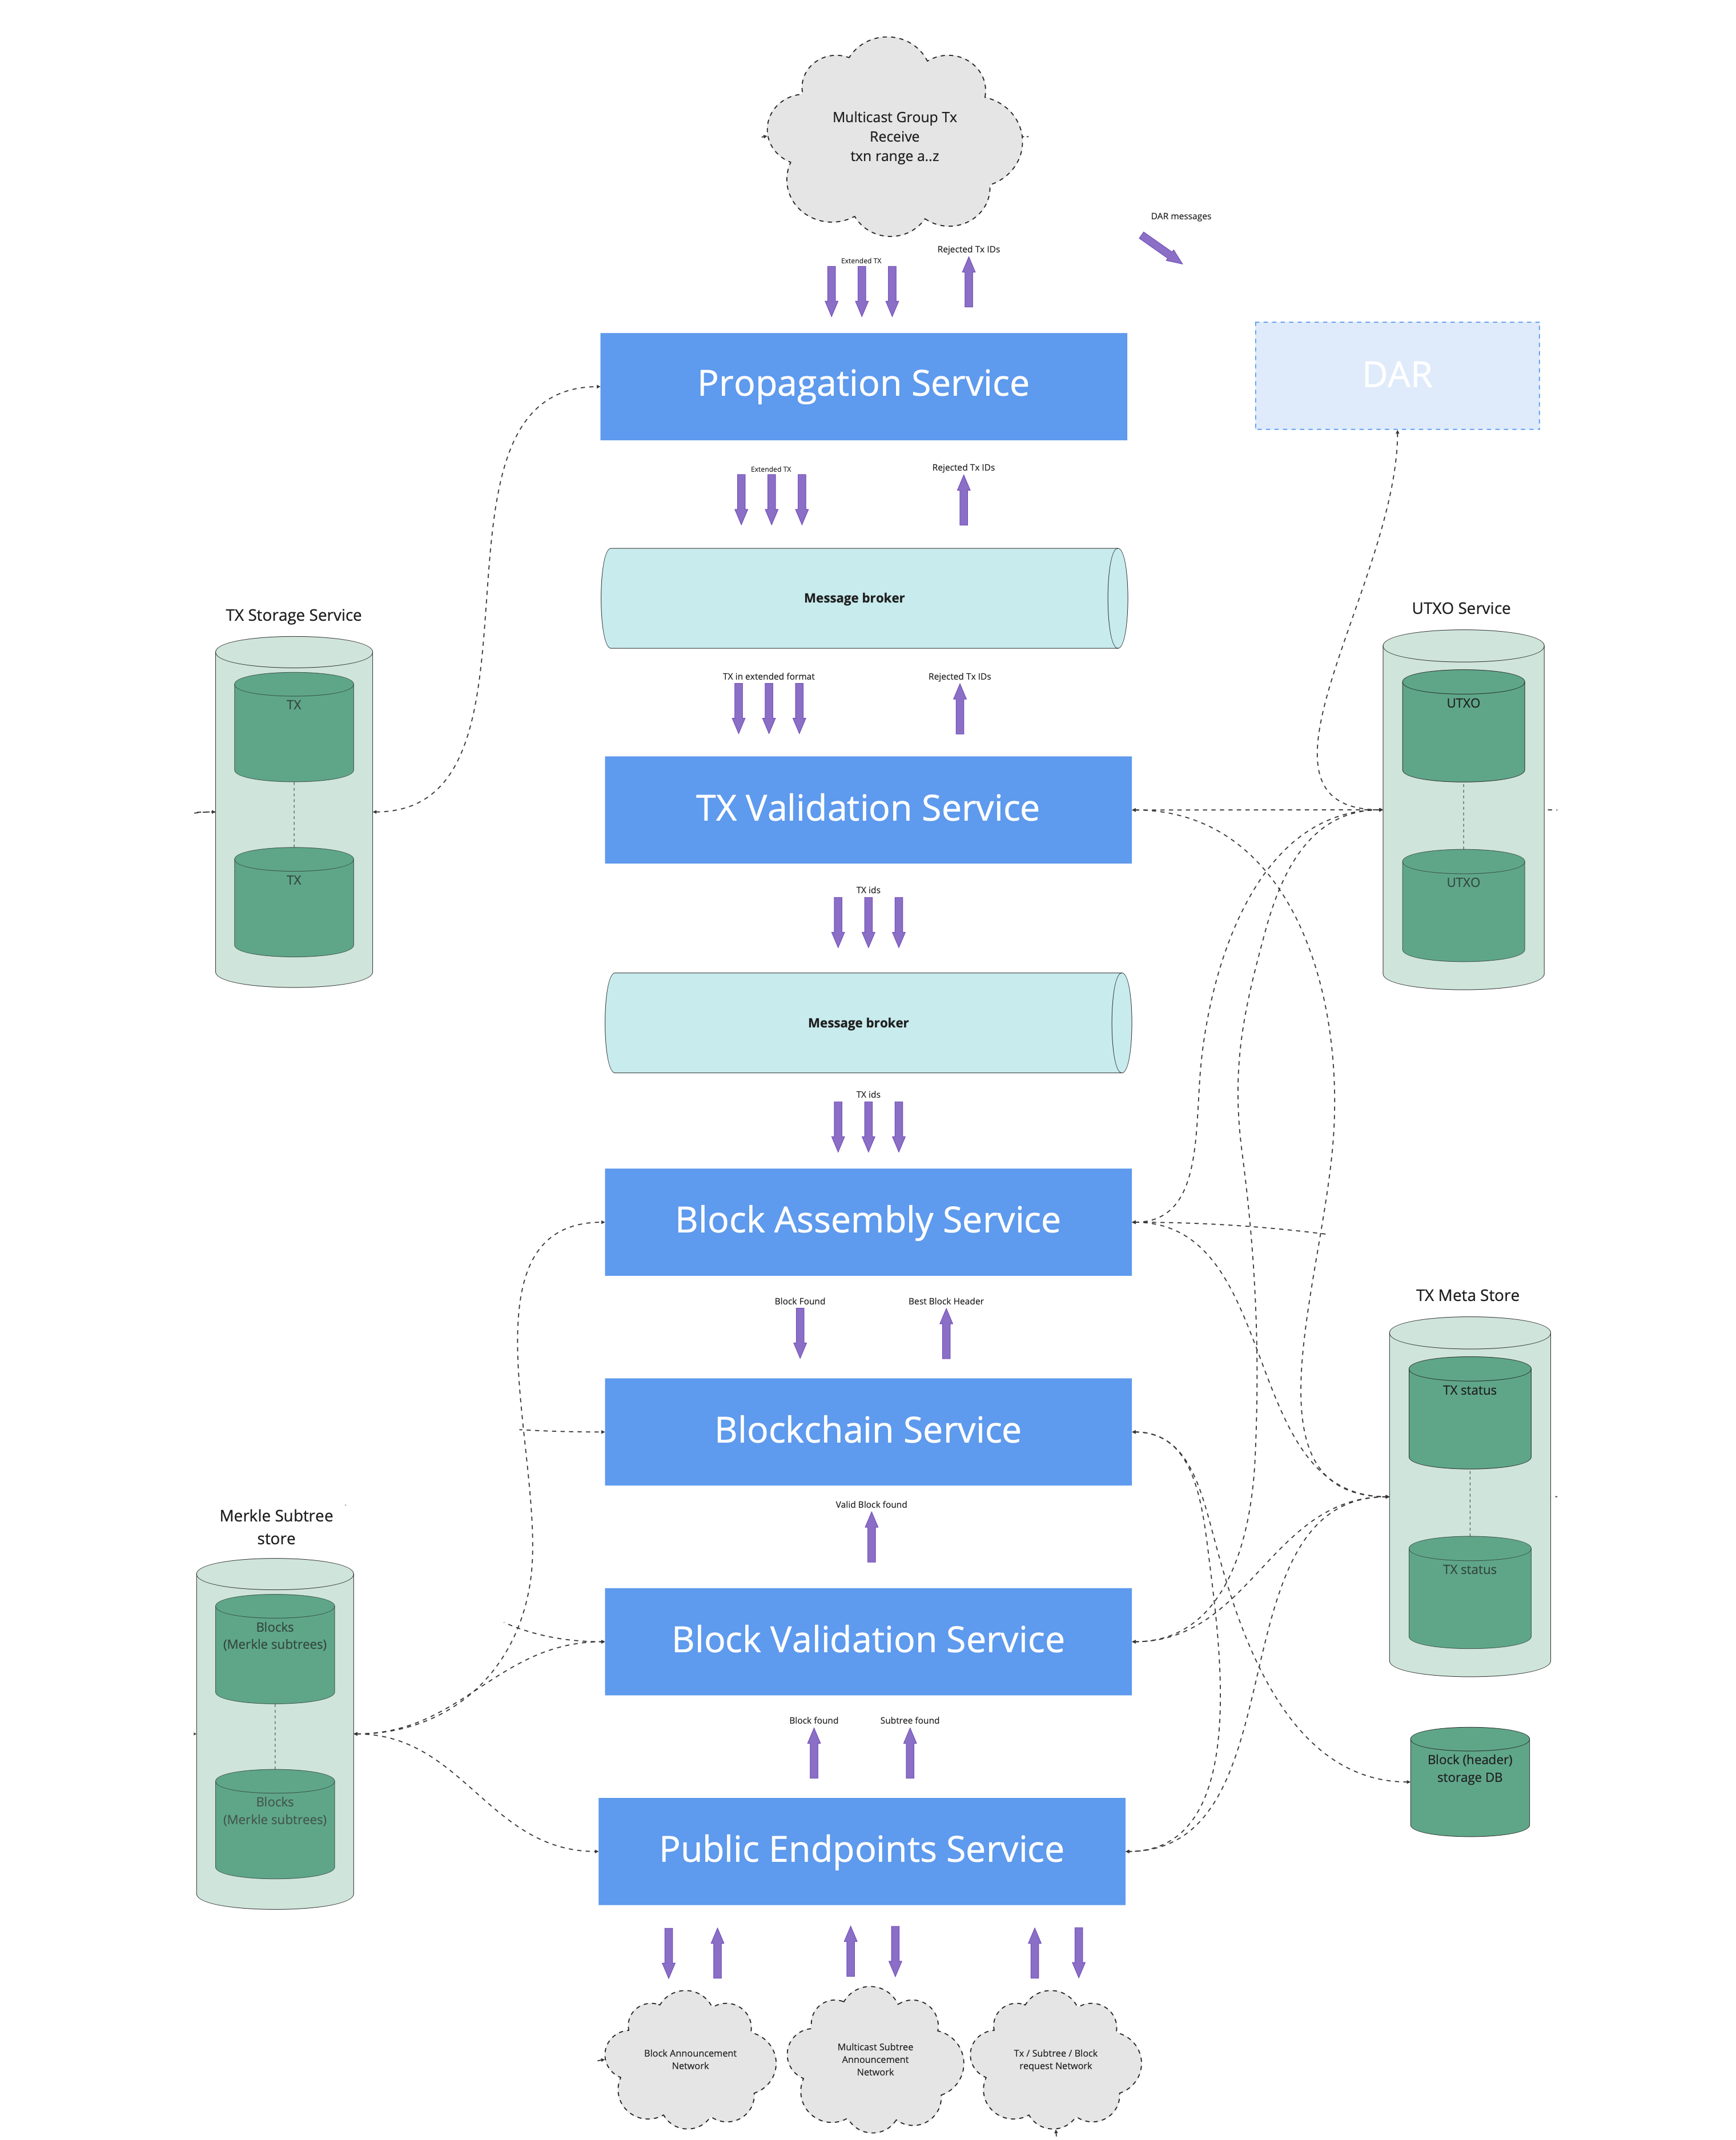 Multicast Group Tx
Receive
txn range a..z
DAR messages
Extended TX
Rejected Tx IDs
Propagation Service
DAR
Extended TX
Rejected Tx IDs
Message broker
TX Storage Service
UTXO Service
TX in extended format
Rejected Tx IDs
TX
UTXO
TX Validation Service
TX
UTXO
TX ids
Message broker
TX ids
Block Assembly Service
Block Found
Best Block Header
TX Meta Store
TX status
Blockchain Service
Valid Block found
Merkle Subtree
store
TX status
Blocks
(Merkle subtrees)
Block Validation Service
Block found
Subtree found
Block (header)
storage DB
Blocks
(Merkle subtrees)
Public Endpoints Service
Block Announcement
Network
Multicast Subtree
Announcement
Network
Tx / Subtree / Block
request Network